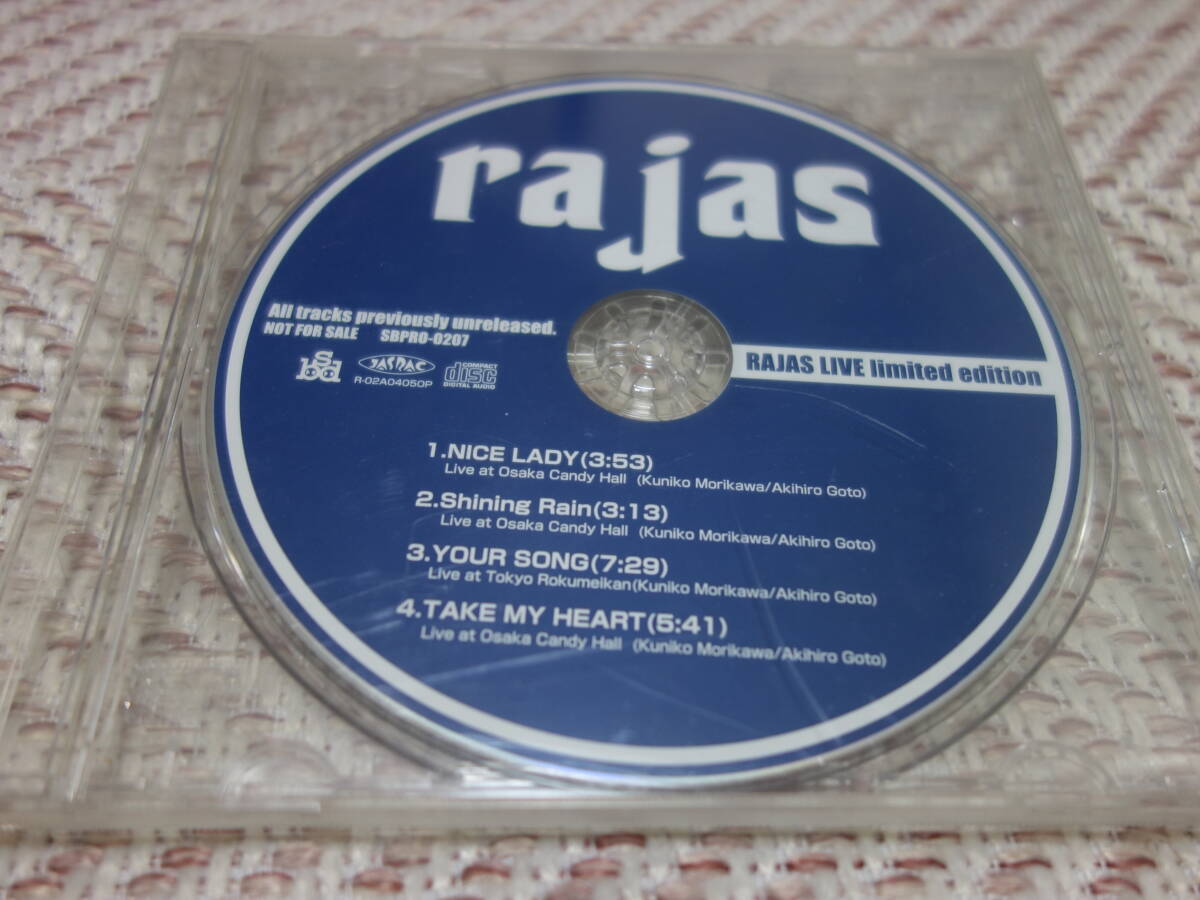 rajas
All tracks previously unreleased.
NOT FOR SALE SBPRO-0207
JASRAC
R-02A0405OP
COMPACT
disc
DIGITAL AUDIO
RAJAS LIVE limited edition
1.NICE LADY(3:53)
Live at Osaka Candy Hall (Kuniko Morikawa/Akihiro Goto)
2.Shining Rain(3:13)
Live at Osaka Candy Hall (Kuniko Morikawa/Akihiro Goto)
3.YOUR SONG(7:29)
Live at Tokyo Rokumeikan(Kuniko Morikawa/Akihiro Goto)
4.TAKE MY HEART(5:41)
Live at Osaka Candy Hall (Kuniko Morikawa/Akihiro Goto)